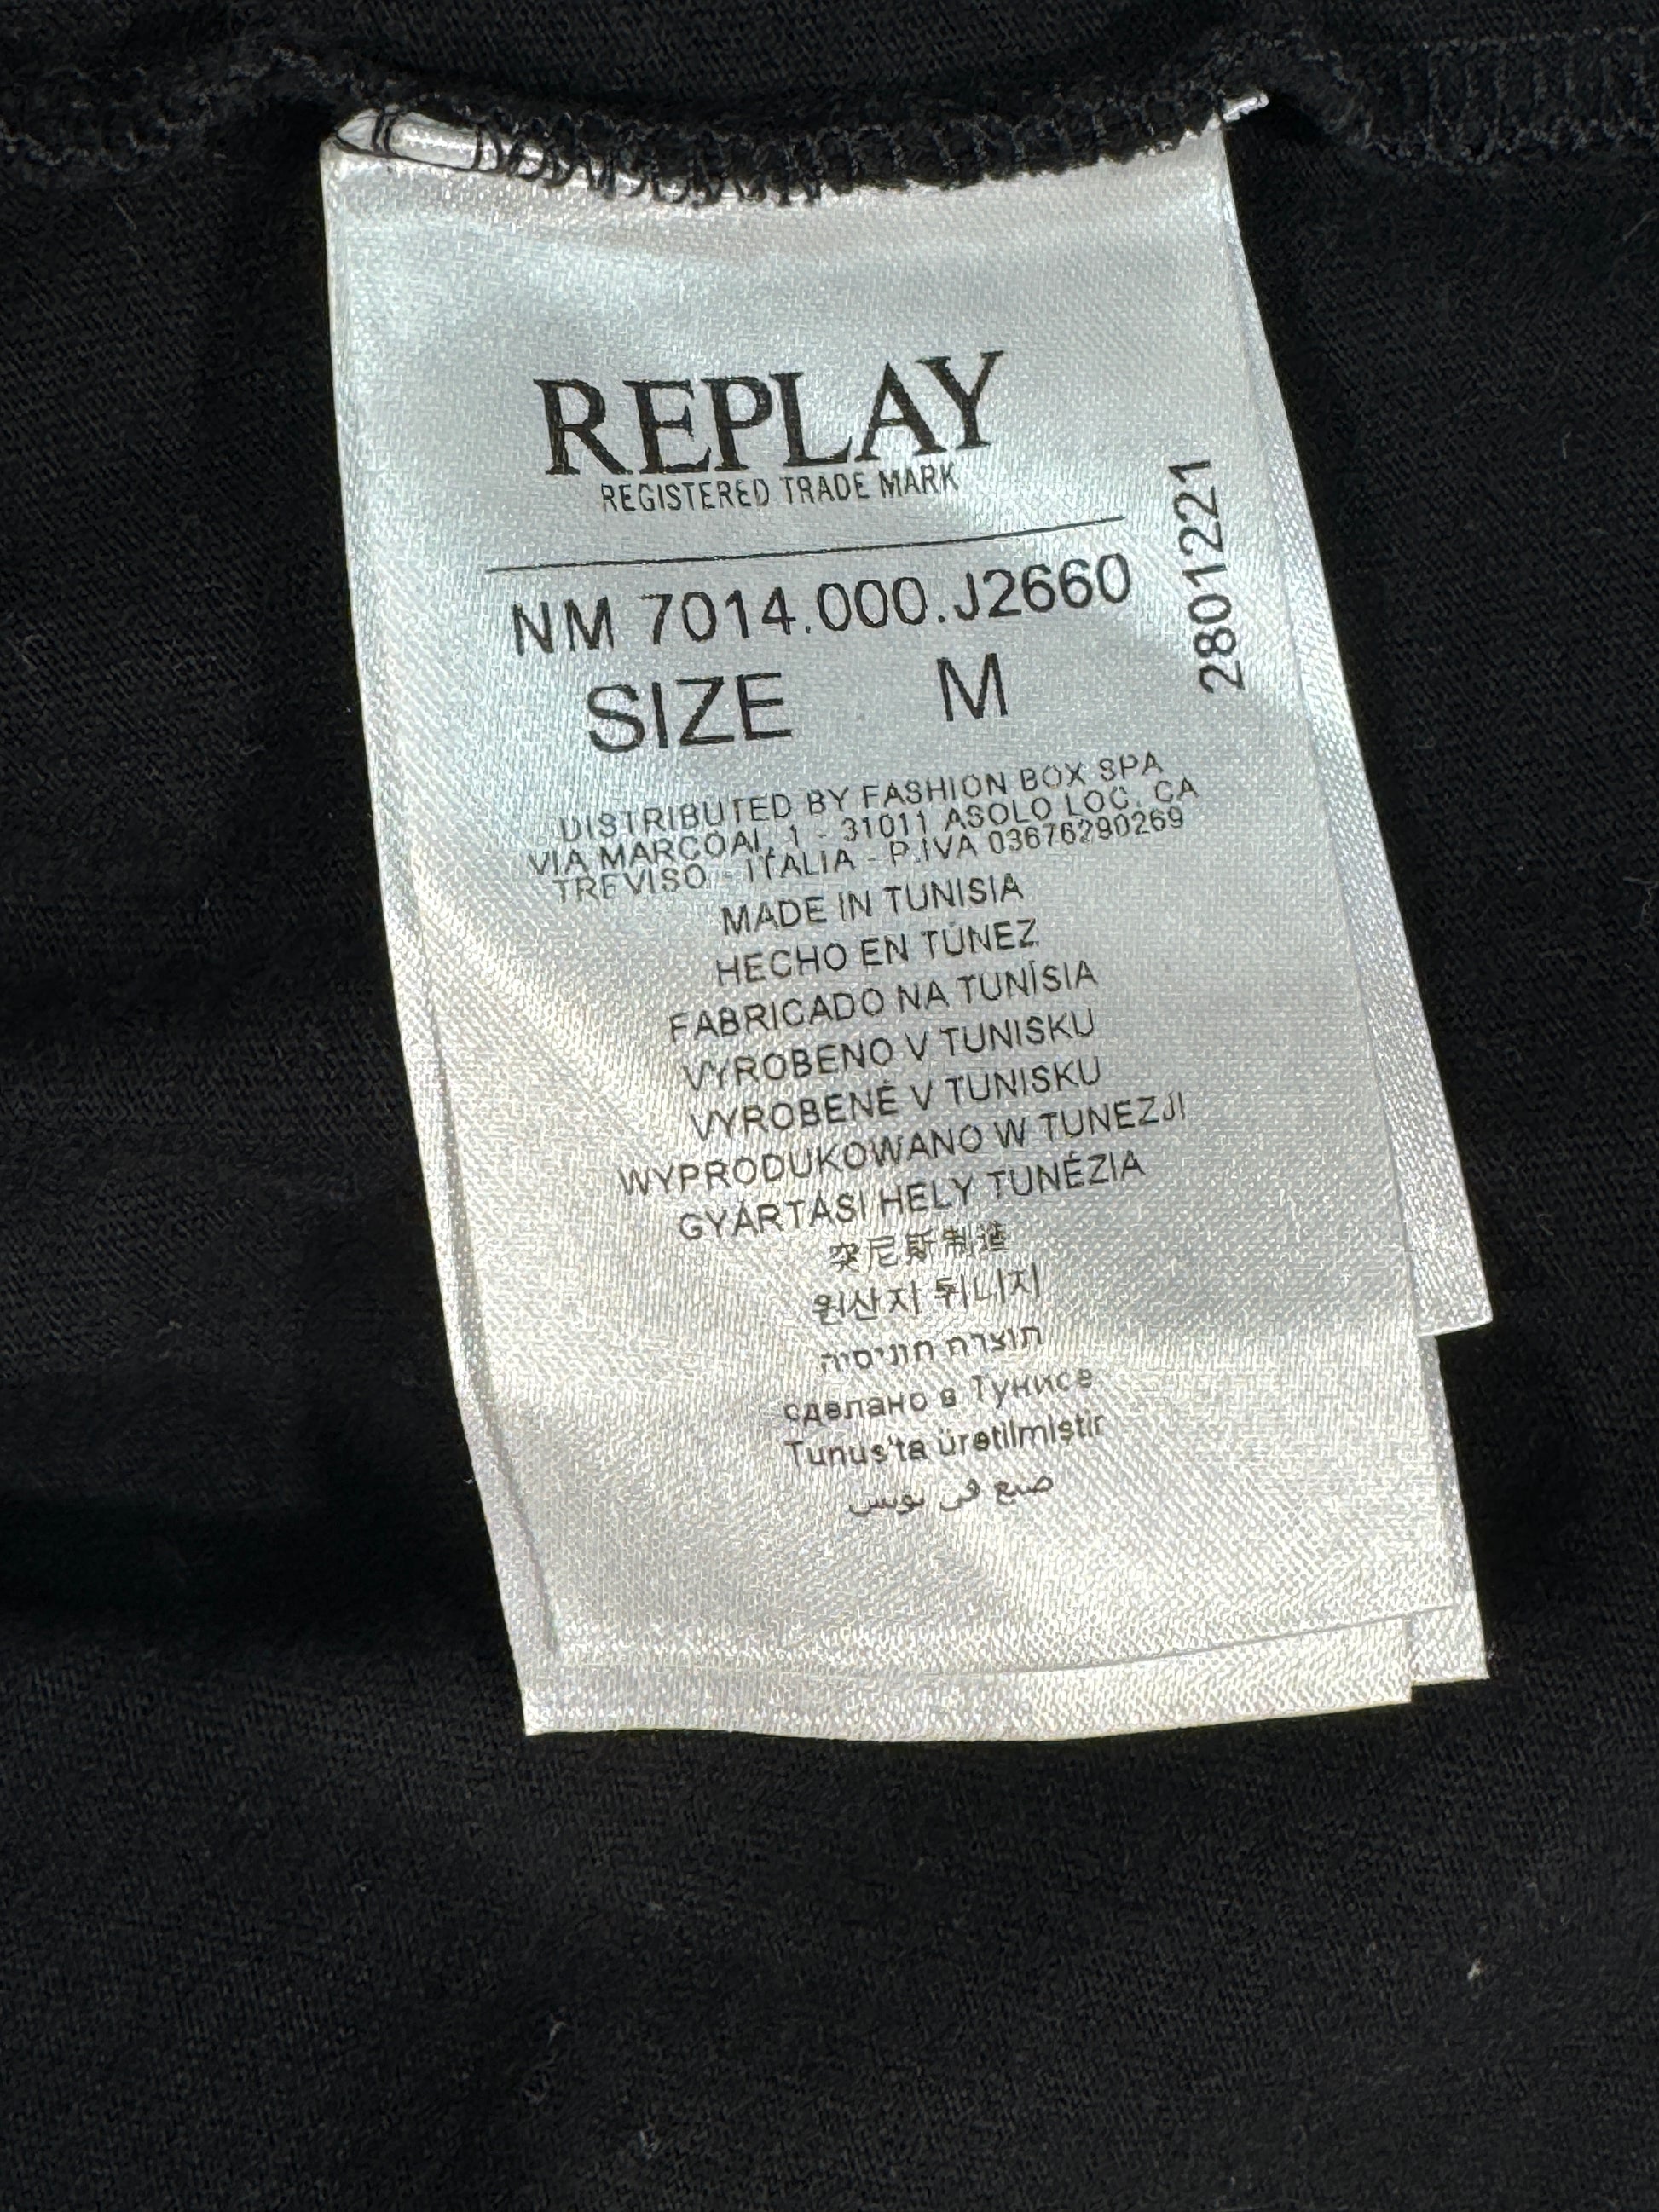 REPLAY
REGISTERED TRADE MARK
NM 7014.000.J2660
SIZE M
2801221
DISTRIBUTED BY FASHION BOX SPA
VIA MARCOAI, 1 - 31011 ASOLO LOC. CA
TREVISO - ITALIA - P.IVA 03676290269
MADE IN TUNISIA
HECHO EN TÚNEZ
FABRICADO NA TUNÍSIA
VYROBENO V TUNISKU
VYROBENÉ V TUNISKU
WYPRODUKOWANO W TUNEZJI
GYÁRTÁSI HELY TUNÉZIA
突尼斯制造
원산지 튀니지
תוצרת תוניסיה
сделано в Тунисе
Tunus'ta üretilmiştir
صنع في تونس